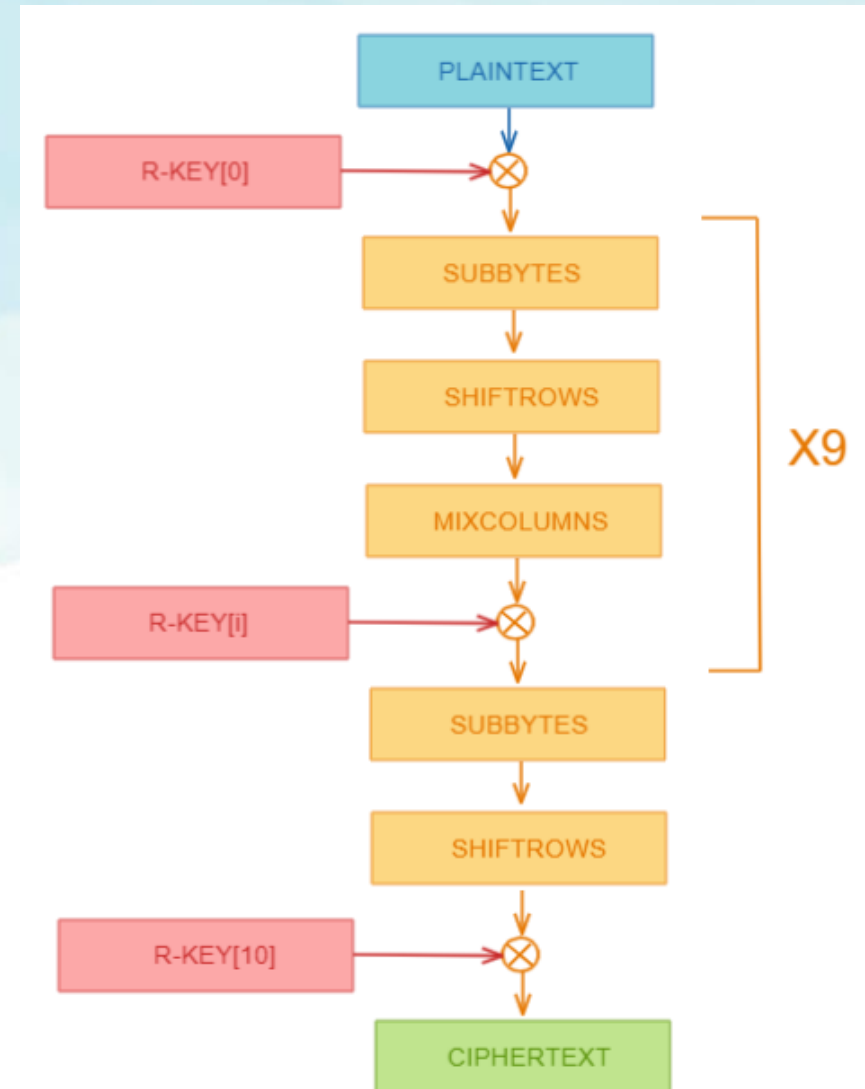 PLAINTEXT
R-KEY[0]
SUBBYTES
SHIFTROWS
X9
MIXCOLUMNS
R-KEY[i]
SUBBYTES
SHIFTROWS
R-KEY[10]
CIPHERTEXT